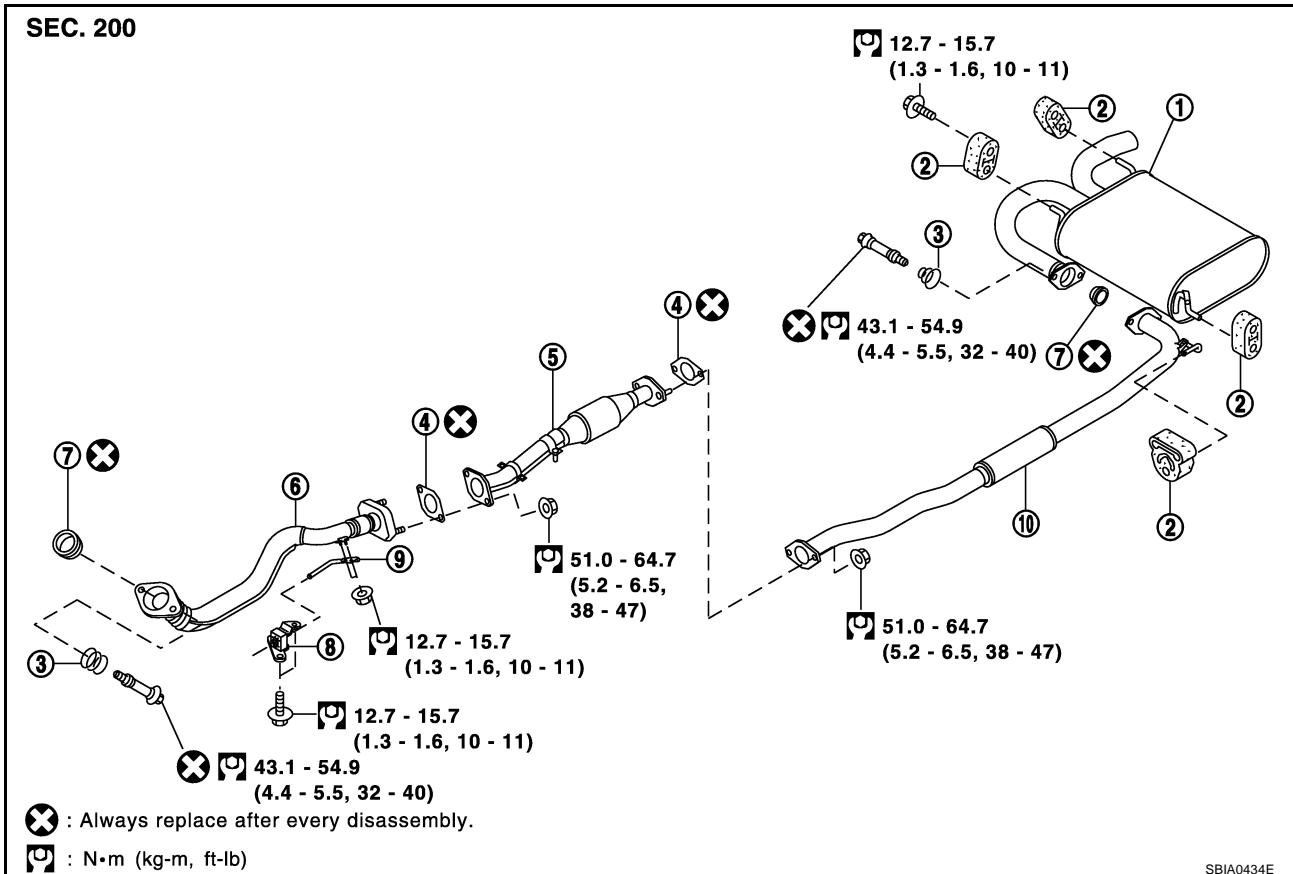 SEC. 200
12.7 - 15.7
(1.3 - 1.6, 10 - 11)
2
1
2
3
4
43.1 - 54.9
(4.4 - 5.5, 32 - 40)
7
5
2
4
7
6
2
10
9
51.0 - 64.7
(5.2 - 6.5,
38 - 47)
51.0 - 64.7
(5.2 - 6.5, 38 - 47)
8
12.7 - 15.7
(1.3 - 1.6, 10 - 11)
3
12.7 - 15.7
(1.3 - 1.6, 10 - 11)
43.1 - 54.9
(4.4 - 5.5, 32 - 40)
: Always replace after every disassembly.
: N•m (kg-m, ft-lb)
SBIA0434E